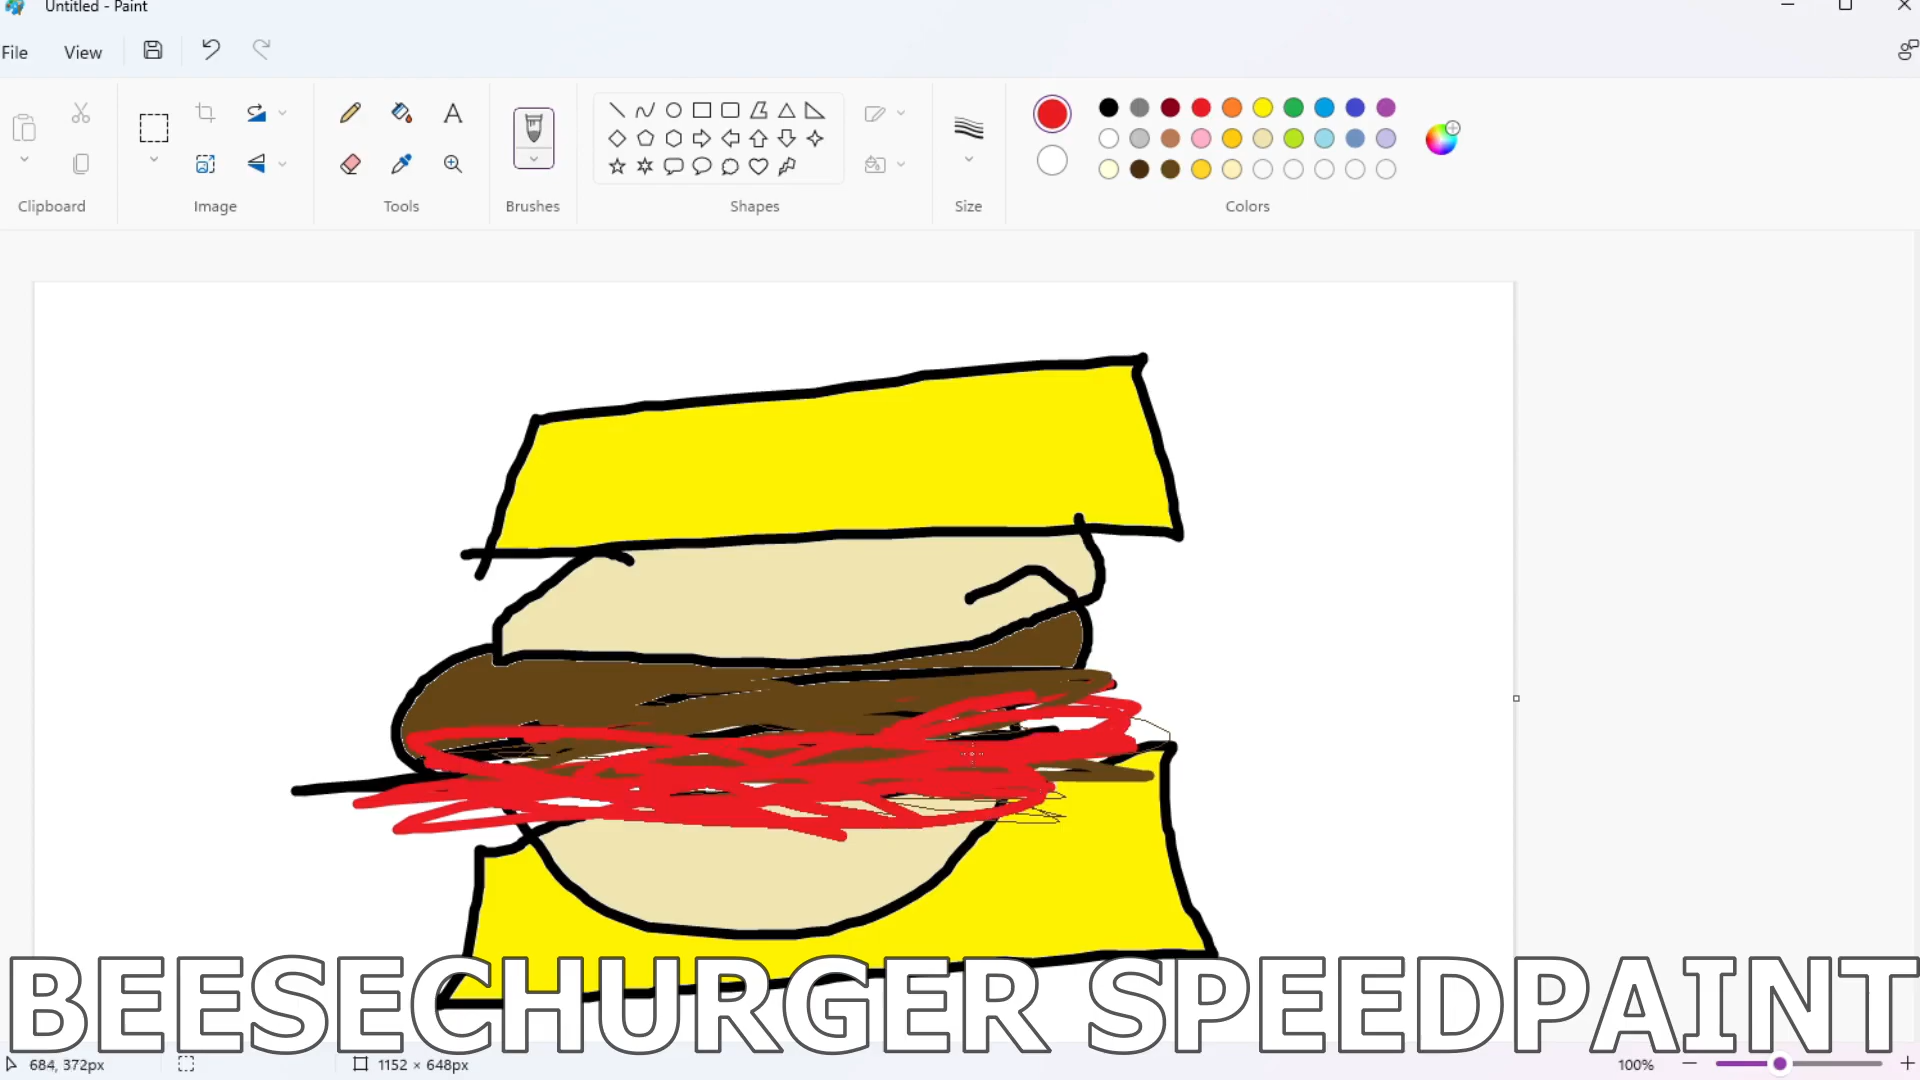 Untitled - Paint
File View
Clipboard Image Tools Brushes Shapes Size Colors
A
BEESECHURGER SPEEDPAINT
684, 372px 1152 × 648px 100%